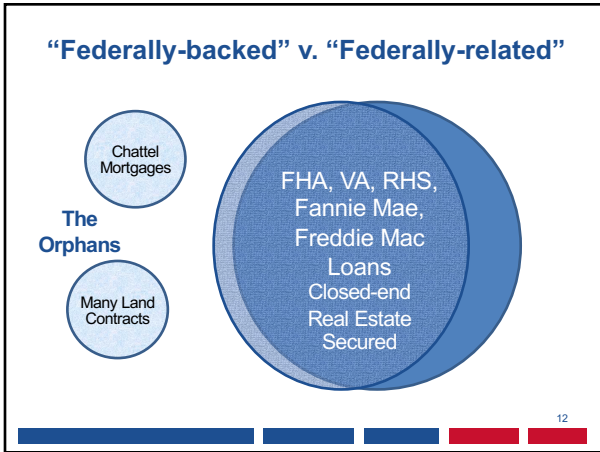 “Federally-backed” v. “Federally-related”
Chattel
Mortgages
The
Orphans
Many Land
Contracts
FHA, VA, RHS,
Fannie Mae,
Freddie Mac
Loans
Closed-end
Real Estate
Secured
12